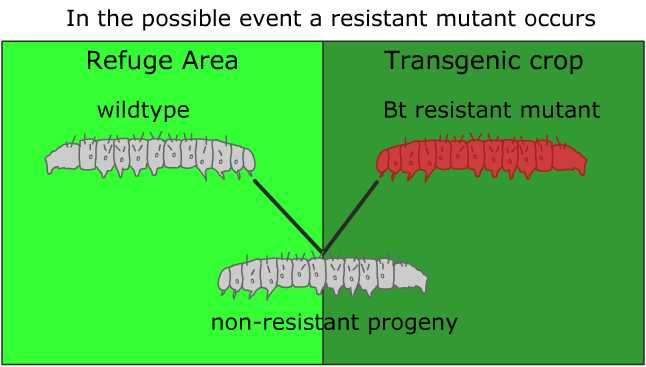 In the possible event a resistant mutant occurs
Refuge Area
Transgenic crop
wildtype
Bt resistant mutant
non-resistant progeny